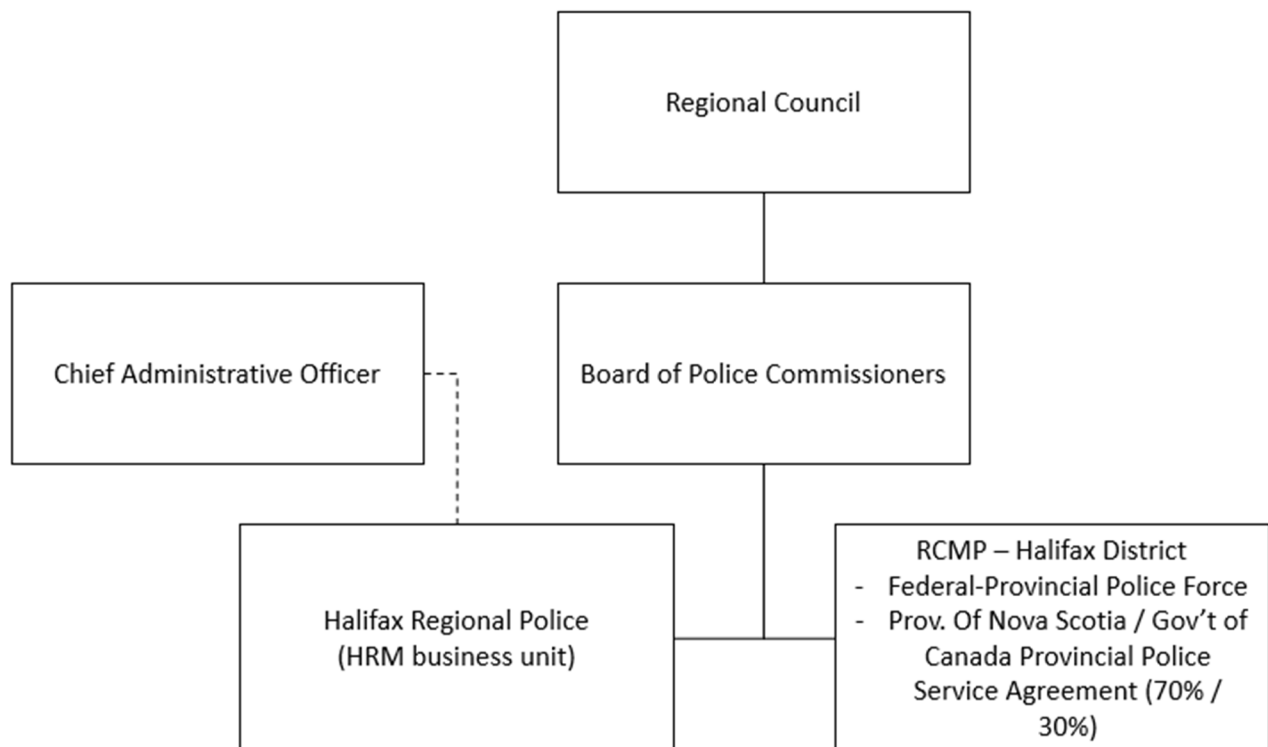 Regional Council
Chief Administrative Officer
Board of Police Commissioners
Halifax Regional Police
(HRM business unit)
RCMP – Halifax District
- Federal-Provincial Police Force
- Prov. Of Nova Scotia / Gov’t of
Canada Provincial Police
Service Agreement (70% /
30%)